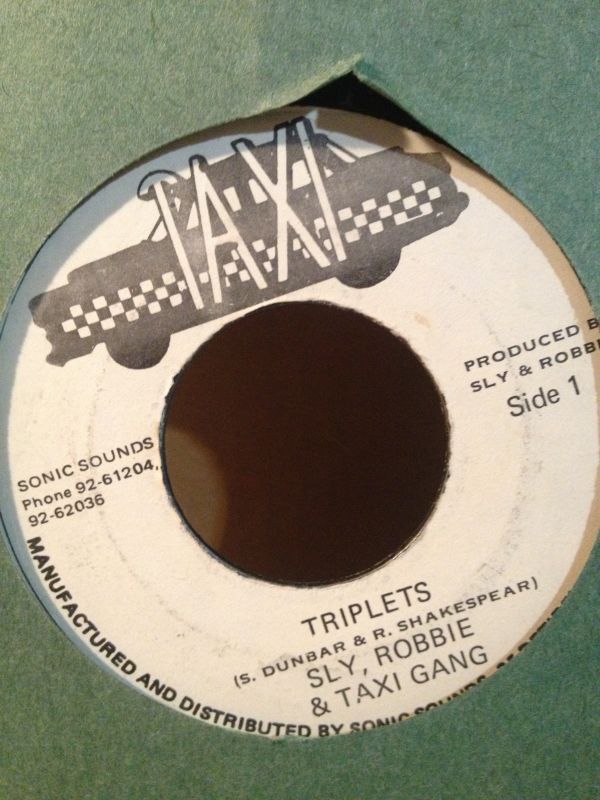 TAXI
PRODUCED B
SLY & ROBBI
Side 1
SONIC SOUNDS
Phone 92-61204,
92-62036
TRIPLETS
(S. DUNBAR & R. SHAKESPEAR)
SLY, ROBBIE
& TAXI GANG
MANUFACTURED AND DISTRIBUTED BY SONIC SOUNDS